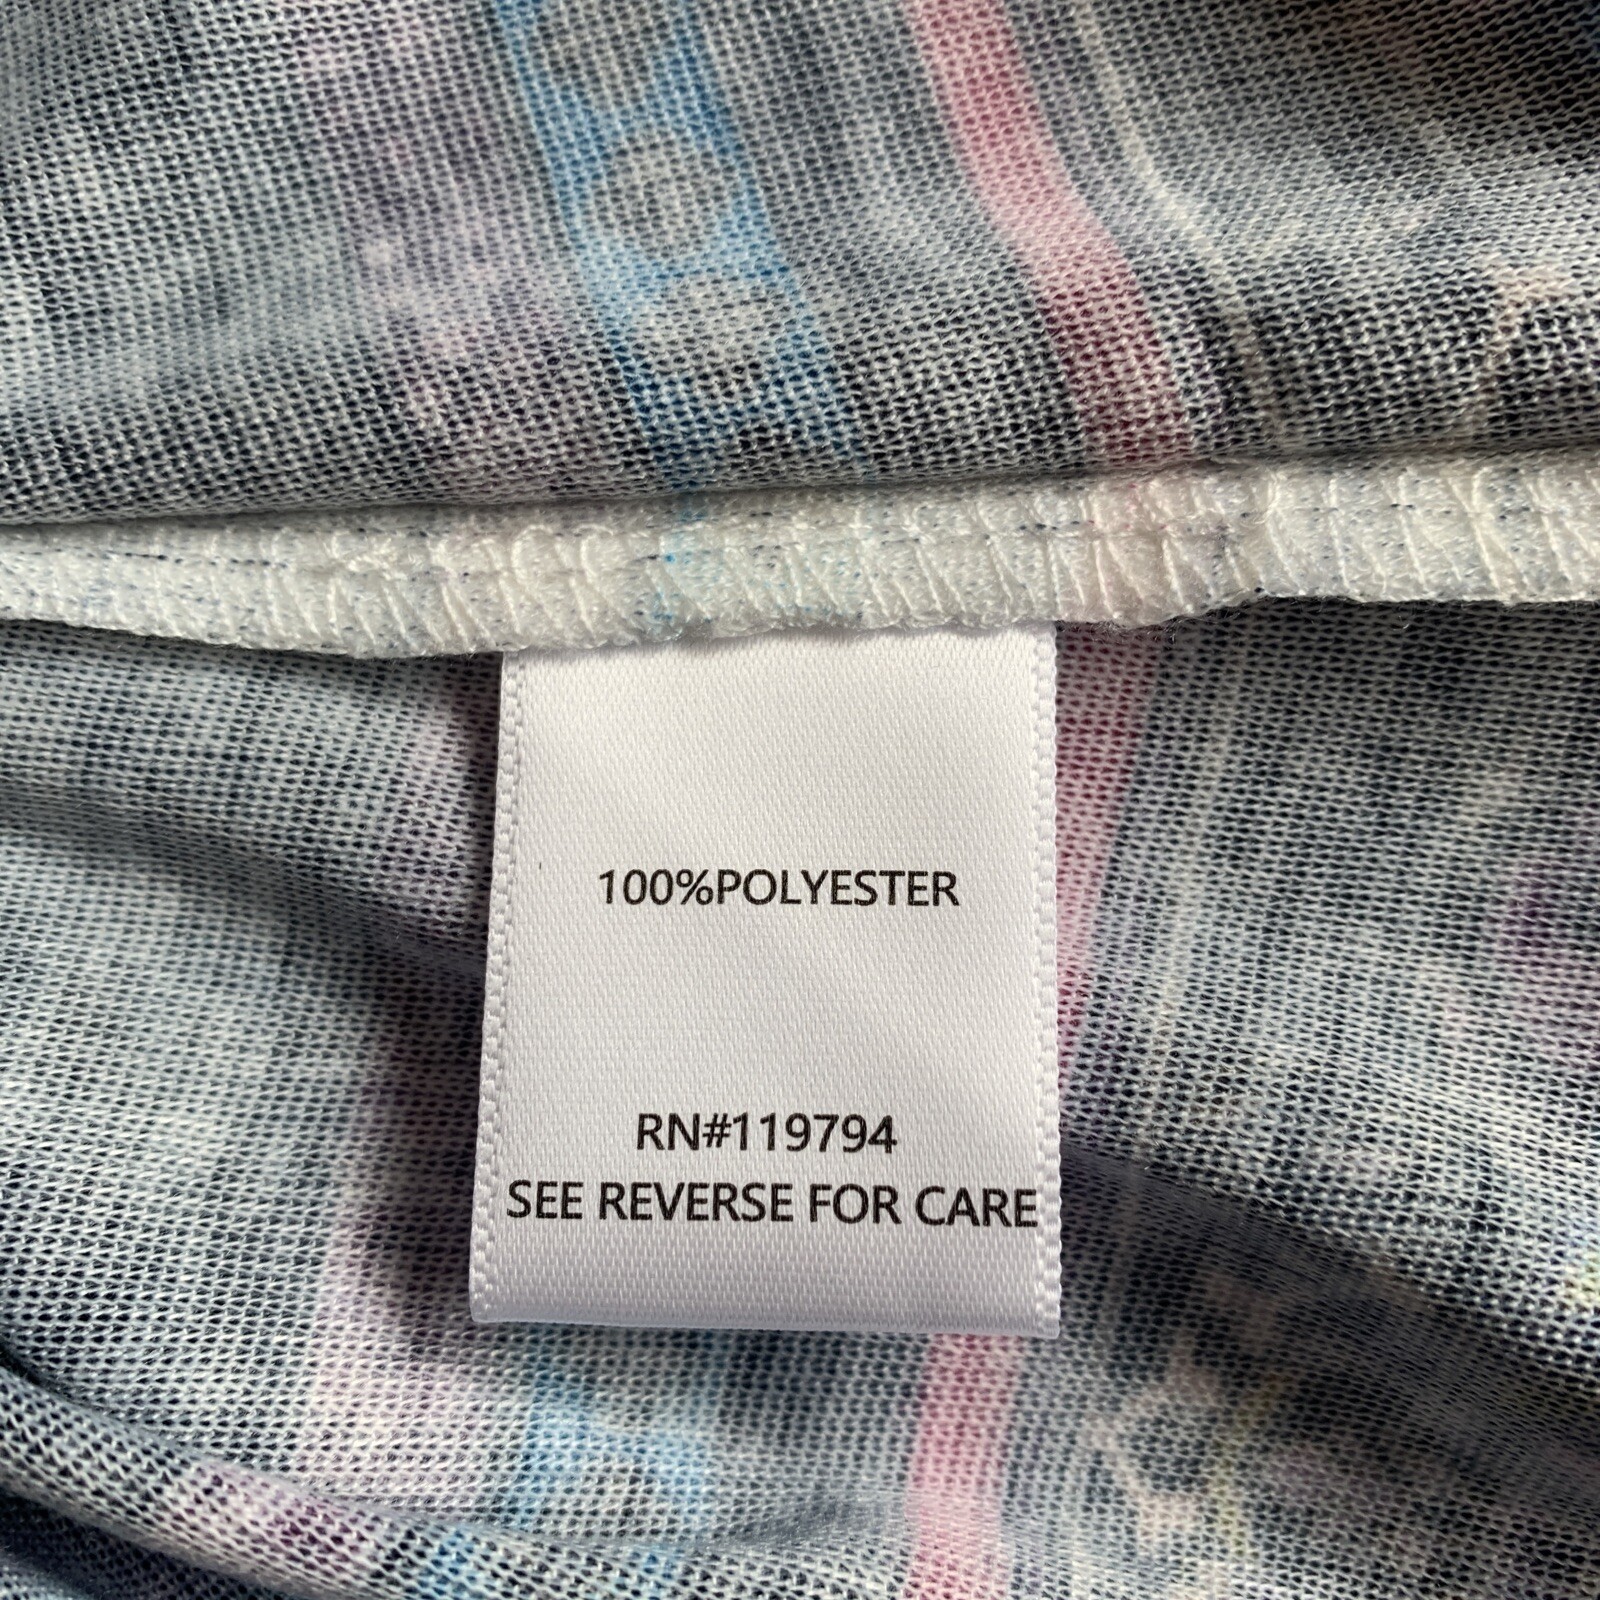 100%POLYESTER
RN#119794
SEE REVERSE FOR CARE